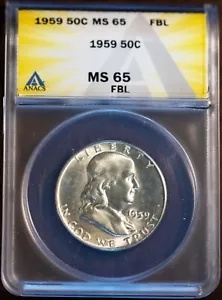 1959 50C MS 65 FBL
1959 50C
MS 65
FBL
ANACS
LIBERTY
1959
IN GOD WE TRUST